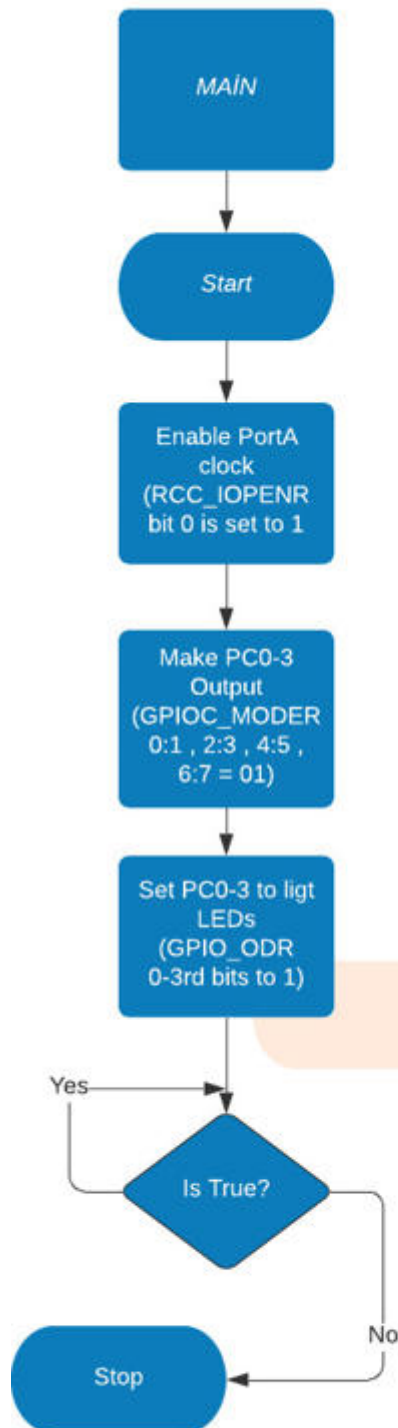 MAİN
Start
Enable PortA
clock
(RCC_IOPENR
bit 0 is set to 1
Make PC0-3
Output
(GPIOC_MODER
0:1 , 2:3 , 4:5 ,
6:7 = 01)
Set PC0-3 to ligt
LEDs
(GPIO_ODR
0-3rd bits to 1)
Yes
Is True?
No
Stop